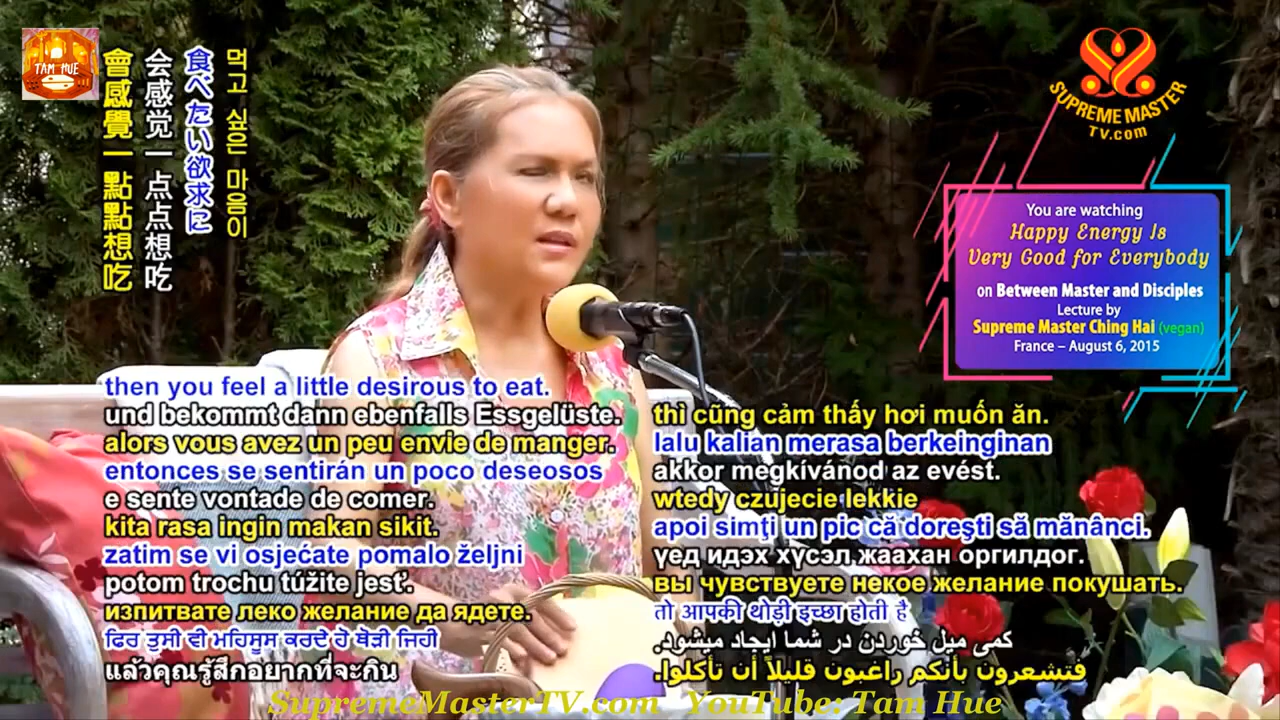 TAM HUE
會感覺一點點想吃
会感觉一点点想吃
食べたい欲求に
먹고 싶은 마음이
SUPREME MASTER
TV.com
You are watching
Happy Energy Is
Very Good for Everybody
on Between Master and Disciples
Lecture by
Supreme Master Ching Hai (vegan)
France – August 6, 2015
then you feel a little desirous to eat.
und bekommt dann ebenfalls Essgelüste.
alors vous avez un peu envie de manger.
entonces se sentirán un poco deseosos
e sente vontade de comer.
kita rasa ingin makan sikit.
zatim se vi osjećate pomalo željni
potom trochu túžite jesť.
изпитвате леко желание да ядете.
ਫਿਰ ਤੁਸੀ ਵੀ ਮਹਿਸੂਸ ਕਰਦੇ ਹੋ ਥੋੜੀ ਜਿਹੀ
แล้วคุณรู้สึกอยากที่จะกิน
thì cũng cảm thấy hơi muốn ăn.
lalu kalian merasa berkeinginan
akkor megkívánod az evést.
wtedy czujecie lekkie
apoi simţi un pic că doreşti să mănânci.
үед идэх хүсэл жаахан оргилдог.
вы чувствуете некое желание покушать.
तो आपकी थोड़ी इच्छा होती है
کمی میل خوردن در شما ایجاد میشود.
فتشعرون بأنكم راغبون قليلاً أن تأكلوا.
SupremeMasterTV.com YouTube: Tam Hue